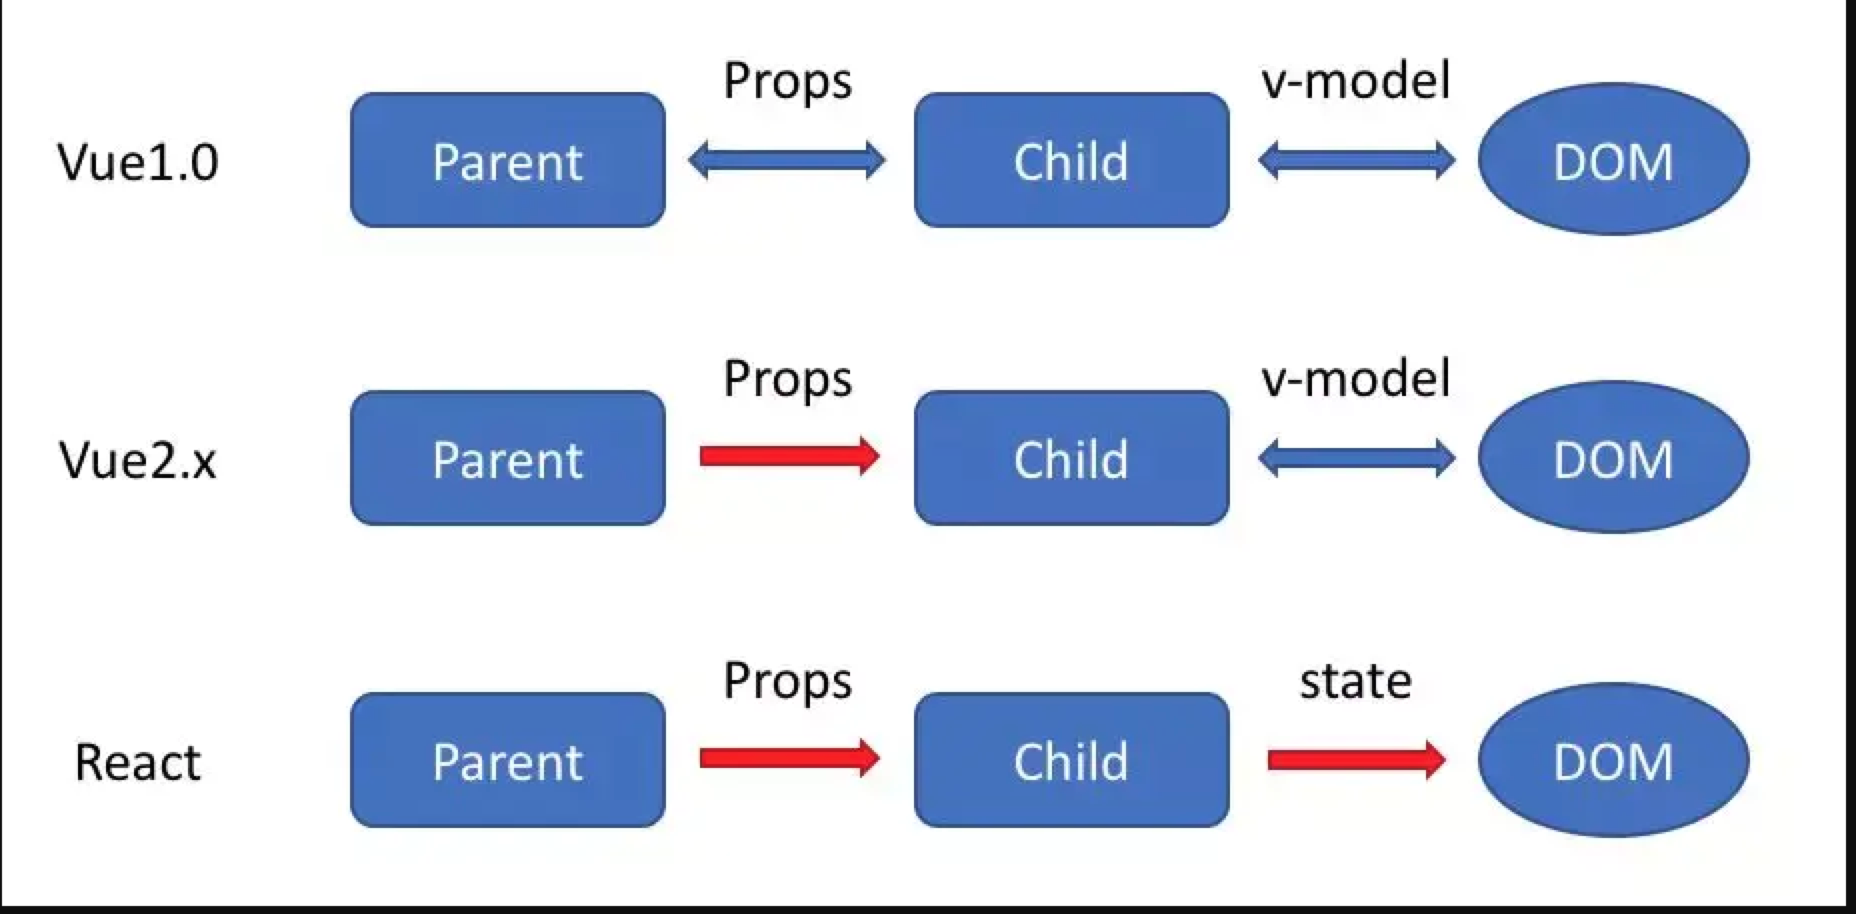 Props v-model
Vue1.0 Parent Child DOM
Props v-model
Vue2.x Parent Child DOM
Props state
React Parent Child DOM